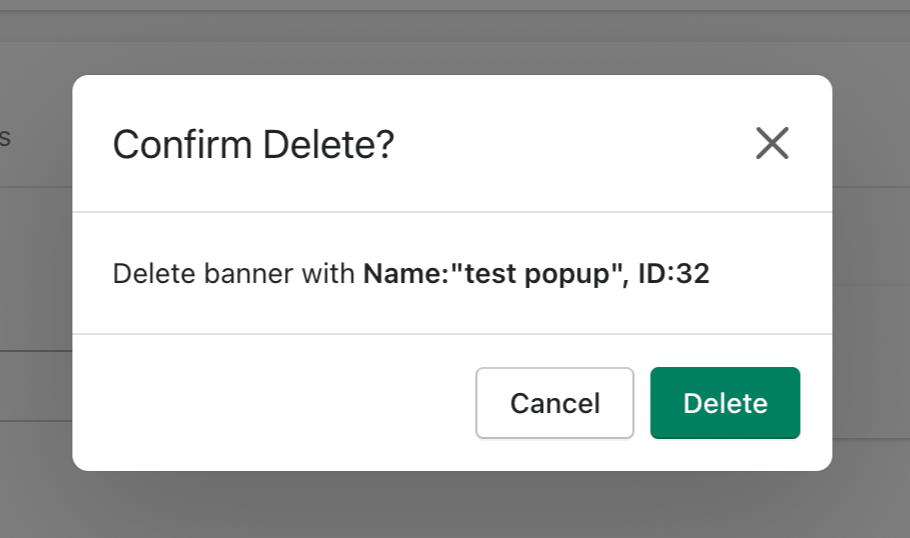 Confirm Delete?
s
Delete banner with Name:"test popup", ID:32
Cancel
Delete